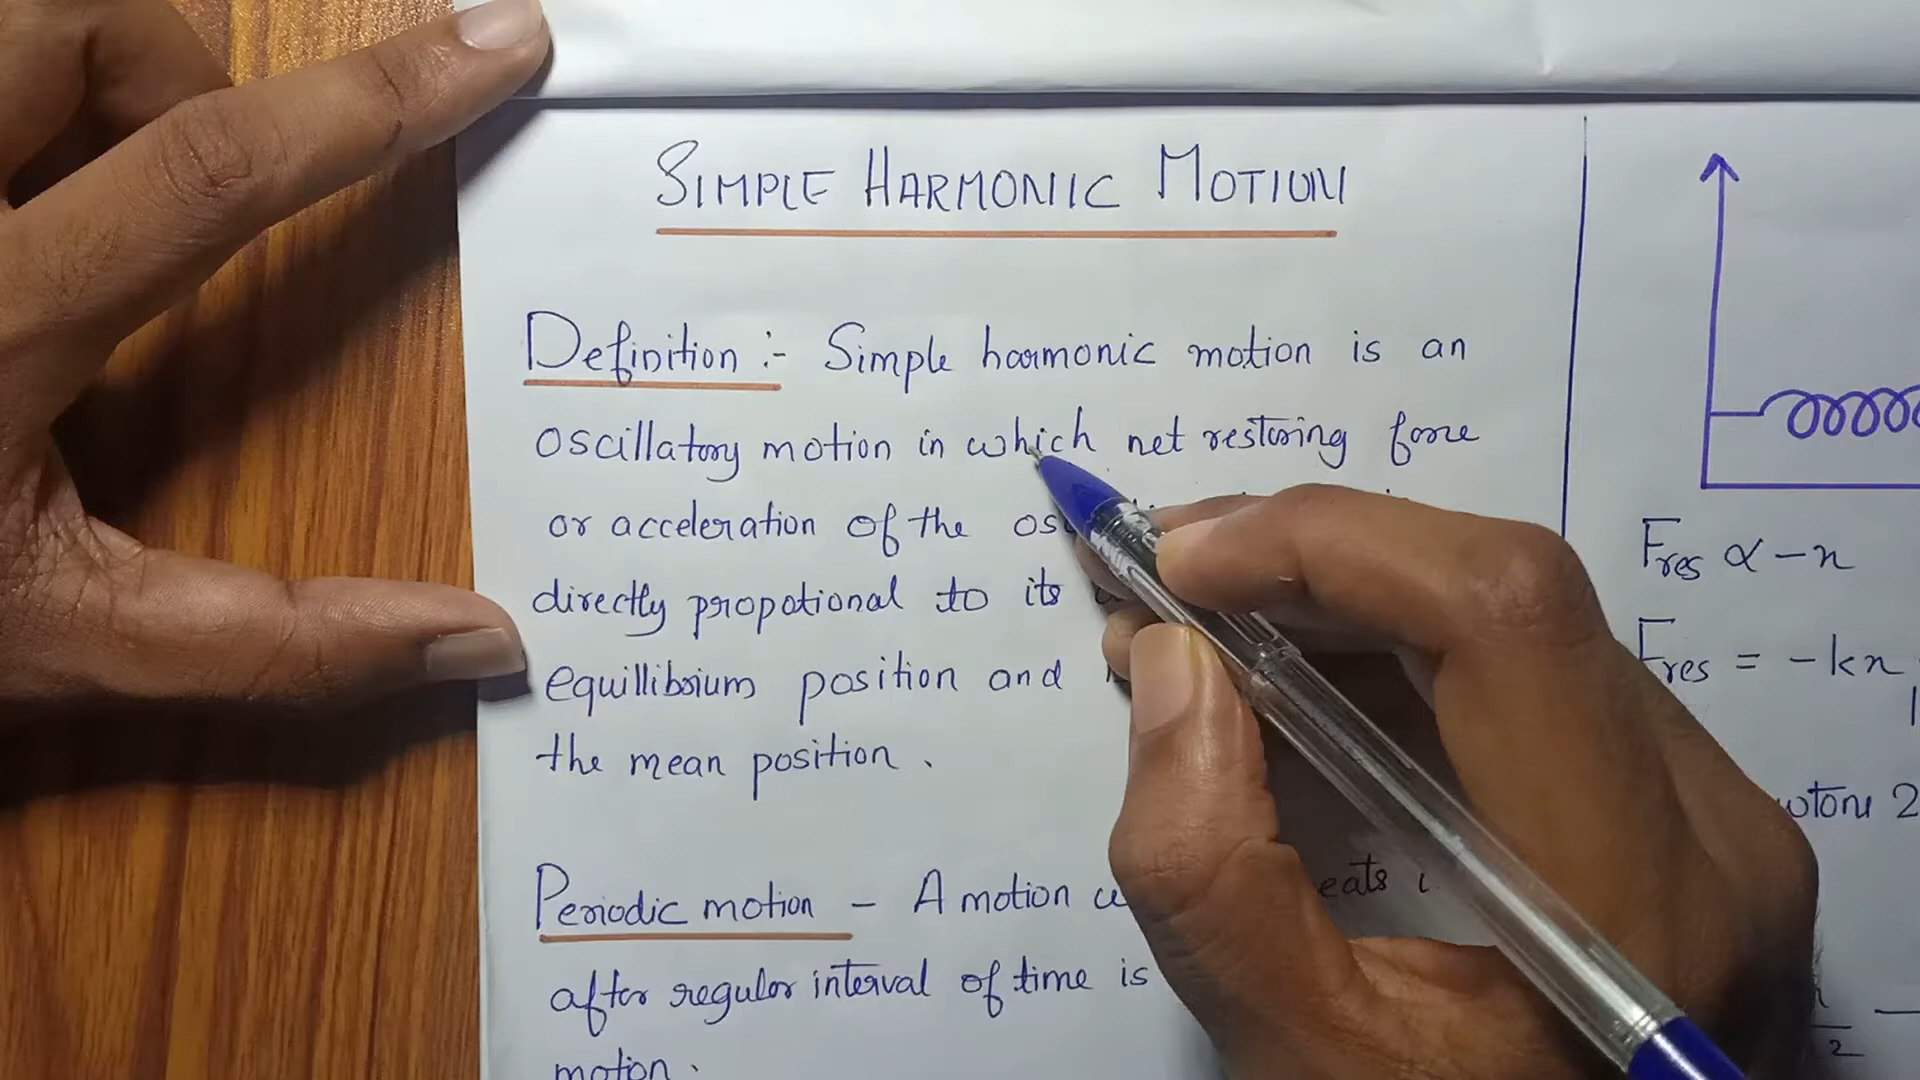 SIMPLE HARMONIC MOTION
Definition :- Simple harmonic motion is an
oscillatory motion in which net restoring force
or acceleration of the
directly propotional to its
equillibrium position and
the mean position.
Periodic motion - A motion
after regular interval of time is
motion.
Fres ∝ -x
Fres = -kx
2